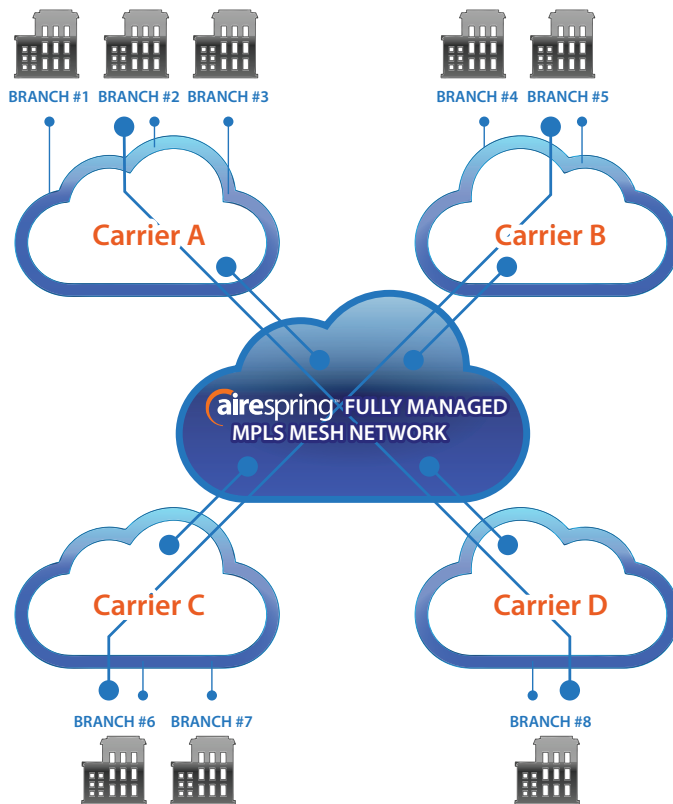 BRANCH #1 BRANCH #2 BRANCH #3
BRANCH #4 BRANCH #5
Carrier A
Carrier B
airespring™ FULLY MANAGED
MPLS MESH NETWORK
Carrier C
Carrier D
BRANCH #6 BRANCH #7
BRANCH #8